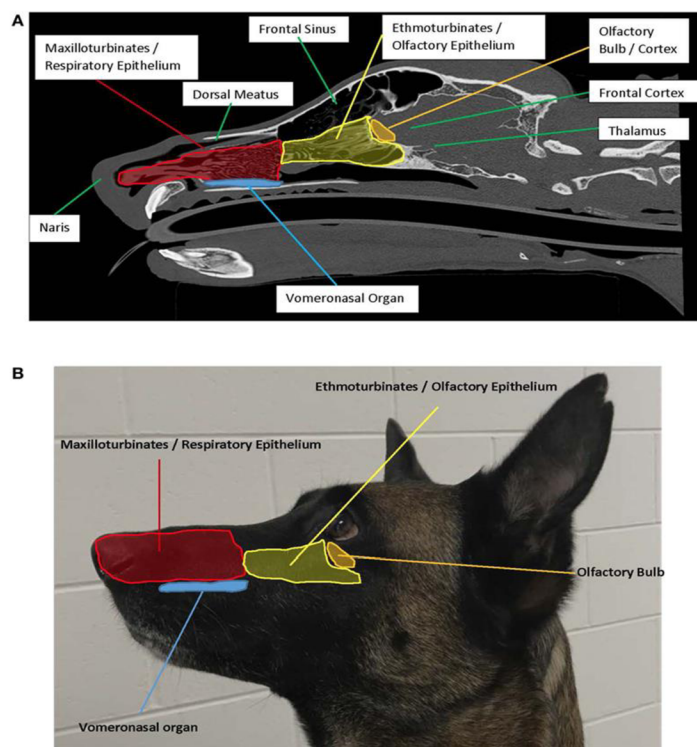 A
Frontal Sinus
Ethmoturbinates /
Olfactory Epithelium
Olfactory
Bulb / Cortex
Maxilloturbinates /
Respiratory Epithelium
Dorsal Meatus
Frontal Cortex
Thalamus
Naris
Vomeronasal Organ
B
Ethmoturbinates / Olfactory Epithelium
Maxilloturbinates / Respiratory Epithelium
Olfactory Bulb
Vomeronasal organ